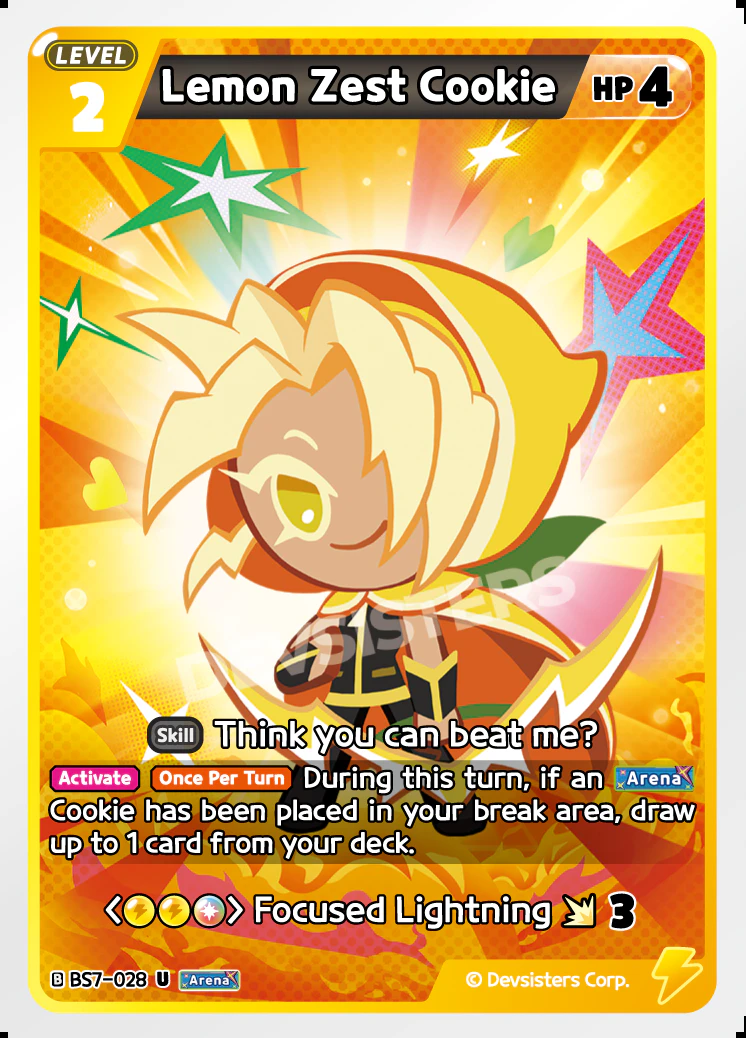 LEVEL
2
Lemon Zest Cookie
HP 4
DEVSISTERS
Skill Think you can beat me?
Activate Once Per Turn During this turn, if an Arena
Cookie has been placed in your break area, draw
up to 1 card from your deck.
< > Focused Lightning 3
B BS7-028 U Arena
© Devsisters Corp.